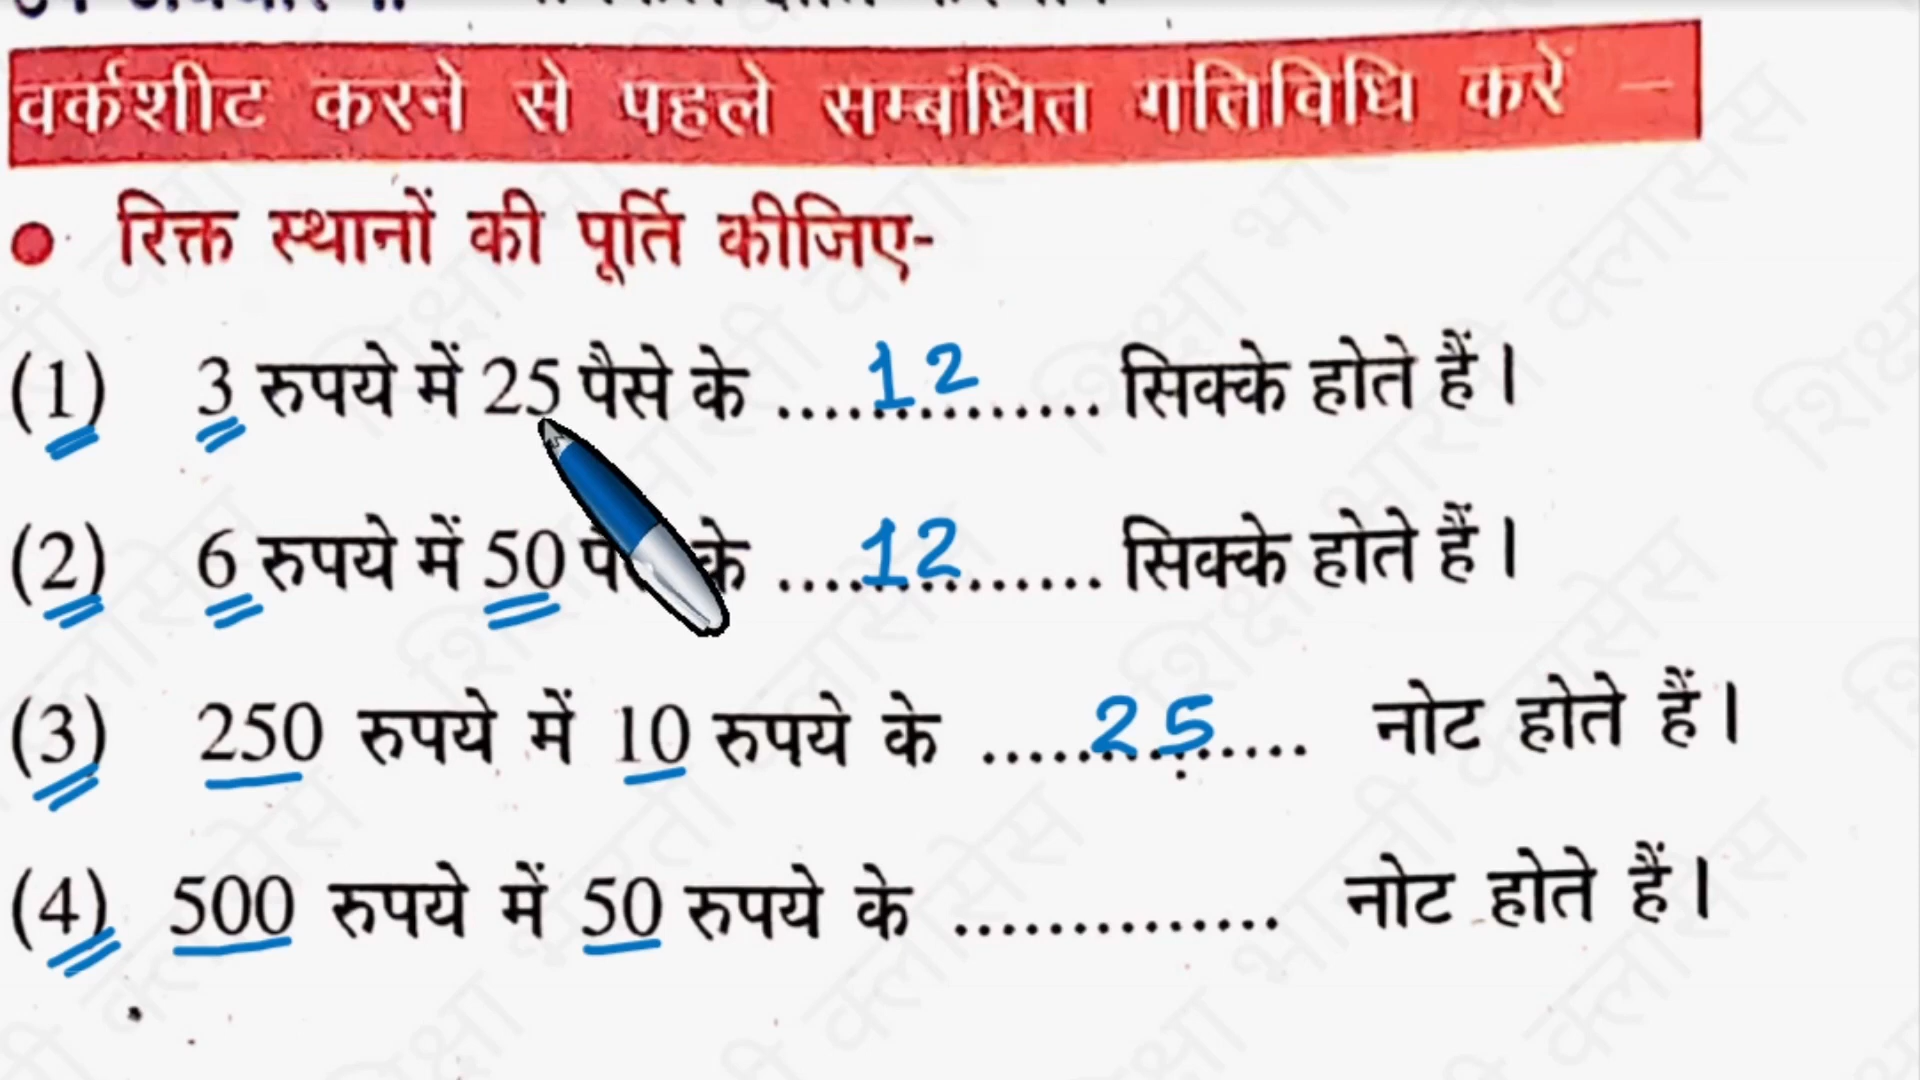 वर्कशीट करने से पहले सम्बंधित गतिविधि करें –
• रिक्त स्थानों की पूर्ति कीजिए-
(1) 3 रुपये में 25 पैसे के ....12.......... सिक्के होते हैं।
(2) 6 रुपये में 50 के ....12.......... सिक्के होते हैं।
(3) 250 रुपये में 10 रुपये के ....25.......... नोट होते हैं।
(4) 500 रुपये में 50 रुपये के .............. नोट होते हैं।
शिक्षा भारती क्लासेस